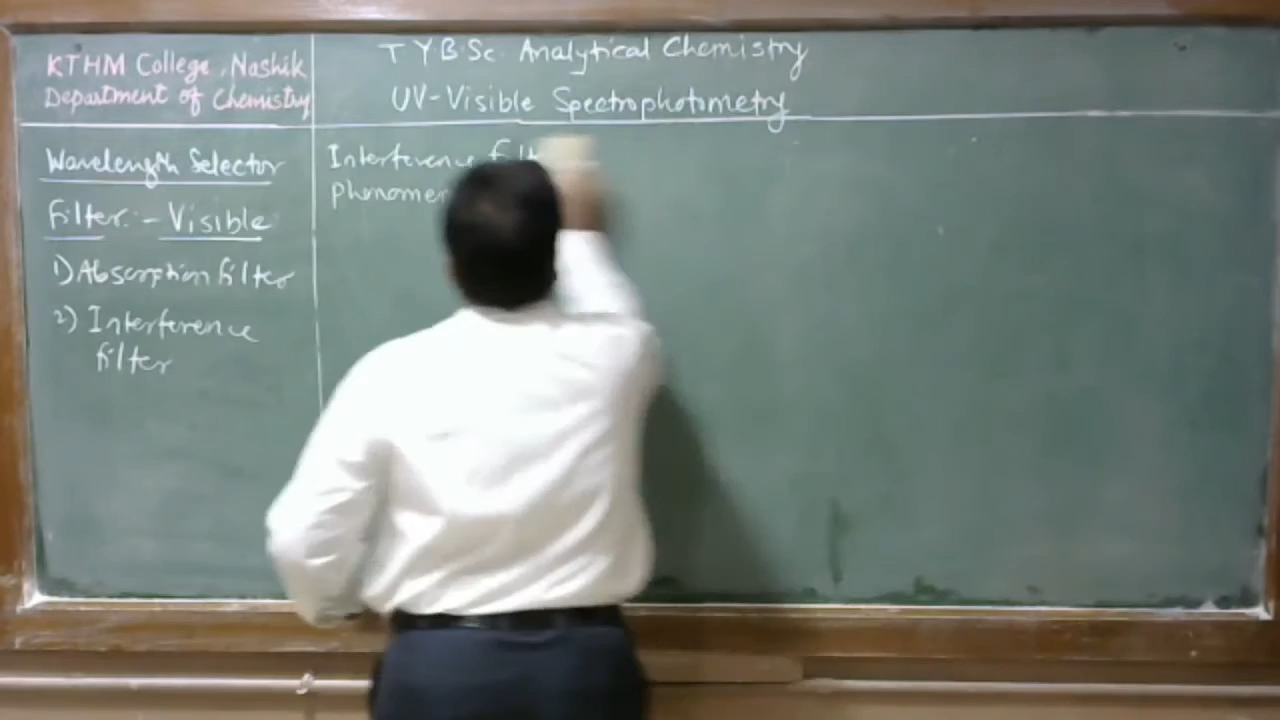 KTHM College, Nashik
Department of Chemistry
T Y B Sc. Analytical Chemistry
UV-Visible Spectrophotometry
Wavelength Selector
Filter: - Visible
1) Absorption filter
2) Interference
filter
Interference